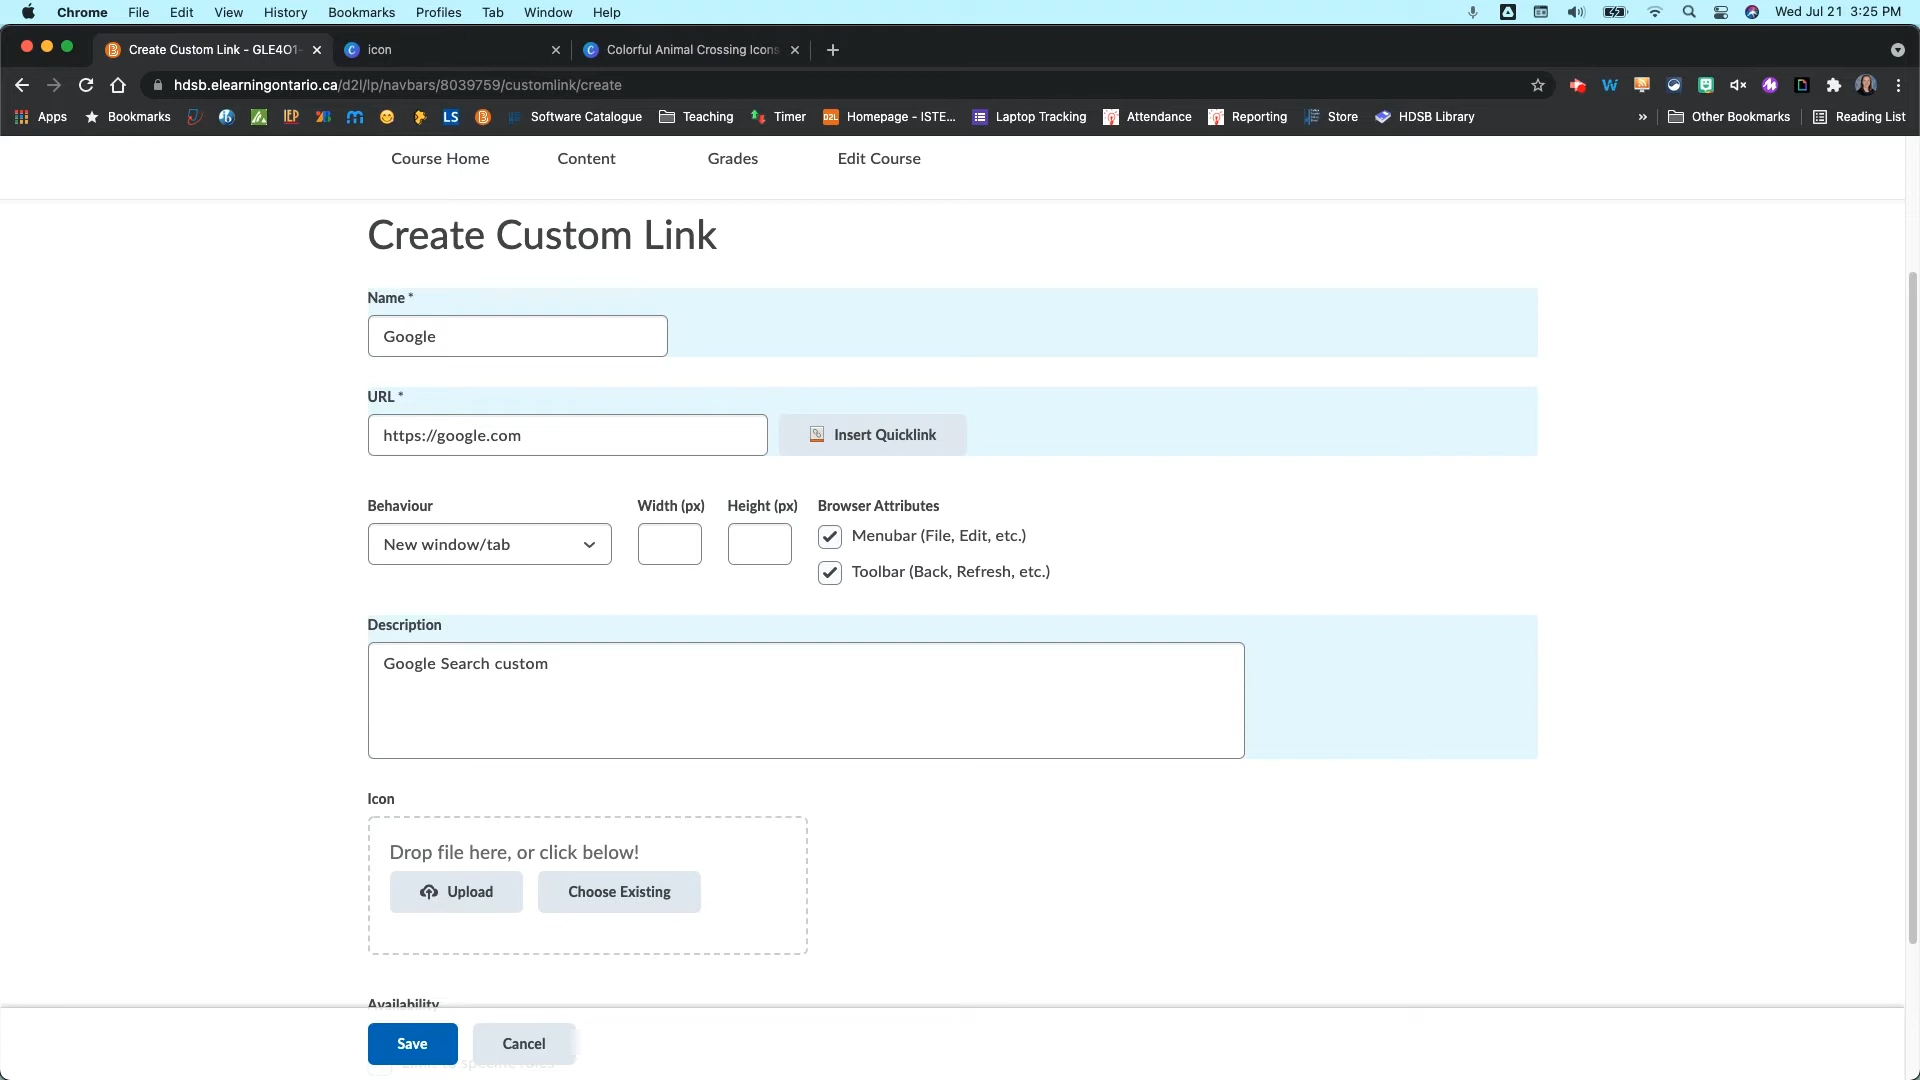 Chrome File Edit View History Bookmarks Profiles Tab Window Help Wed Jul 21 3:25 PM
Create Custom Link - GLE4O1- icon Colorful Animal Crossing Icons
hdsb.elearningontario.ca/d2l/lp/navbars/8039759/customlink/create
Apps Bookmarks IEP LS Software Catalogue Teaching Timer D2L Homepage - ISTE... Laptop Tracking Attendance Reporting Store HDSB Library » Other Bookmarks Reading List
Course Home Content Grades Edit Course
Create Custom Link
Name *
Google
URL *
https://google.com Insert Quicklink
Behaviour Width (px) Height (px) Browser Attributes
New window/tab Menubar (File, Edit, etc.)
Toolbar (Back, Refresh, etc.)
Description
Google Search custom
Icon
Drop file here, or click below!
Upload Choose Existing
Availability
Save Cancel